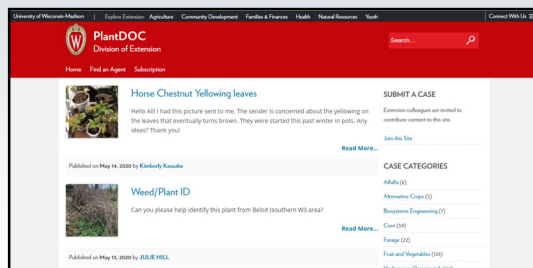 University of Wisconsin-Madison | Explore Extension: Agriculture Community Development Families & Finances Health Natural Resources Youth Connect With Us
PlantDOC
Division of Extension
Search...
Home Find an Agent Subscription
Horse Chestnut Yellowing leaves
Hello All! I had this picture sent to me. The sender is concerned about the yellowing on
the leaves that eventually turns brown. They were started this past winter in pots. Any
ideas? Thank you!
Read More...
Published on May 14, 2020 by Kimberly Kassube
Weed/Plant ID
Can you please help identify this plant from Beloit (southern Wi) area?
Read More...
Published on May 13, 2020 by JULIE HILL
SUBMIT A CASE
Extension colleagues are invited to
contribute content to this site.
Join this Site
CASE CATEGORIES
Alfalfa (6)
Alternative Crops (5)
Biosystems Engineering (7)
Corn (59)
Forage (22)
Fruit and Vegetables (123)